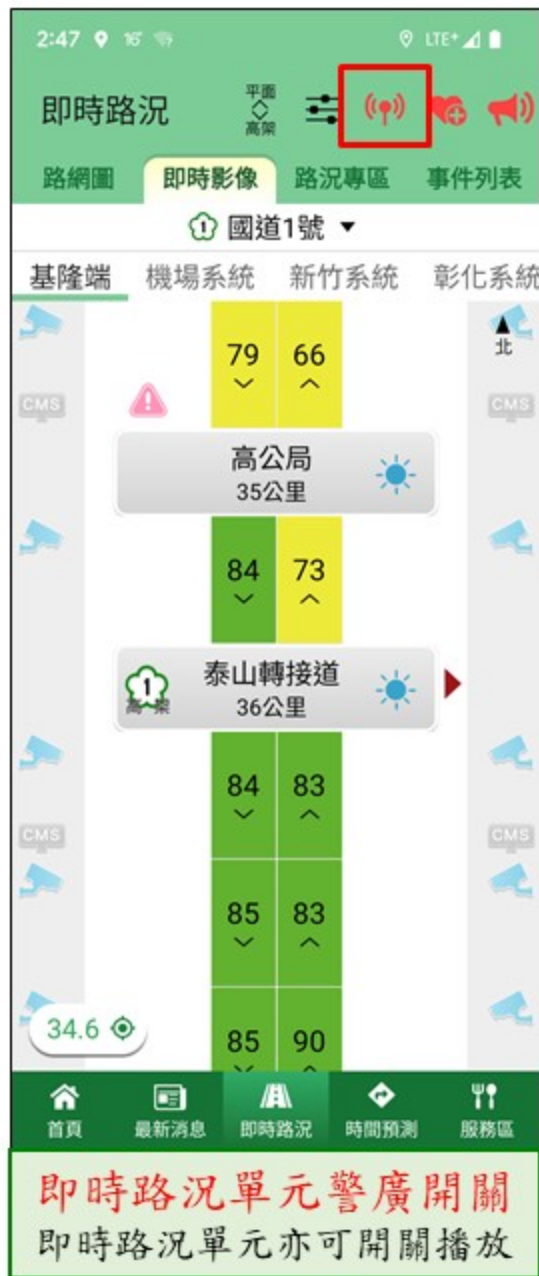 2:47 16 LTE+
即時路況 平面 高架
路網圖 即時影像 路況專區 事件列表
1 國道1號
基隆端 機場系統 新竹系統 彰化系統
北
79 66
CMS CMS
高公局
35公里
84 73
1 高架 泰山轉接道
36公里
84 83
CMS CMS
85 83
34.6
85 90
首頁 最新消息 即時路況 時間預測 服務區
即時路況單元警廣開關
即時路況單元亦可開關播放